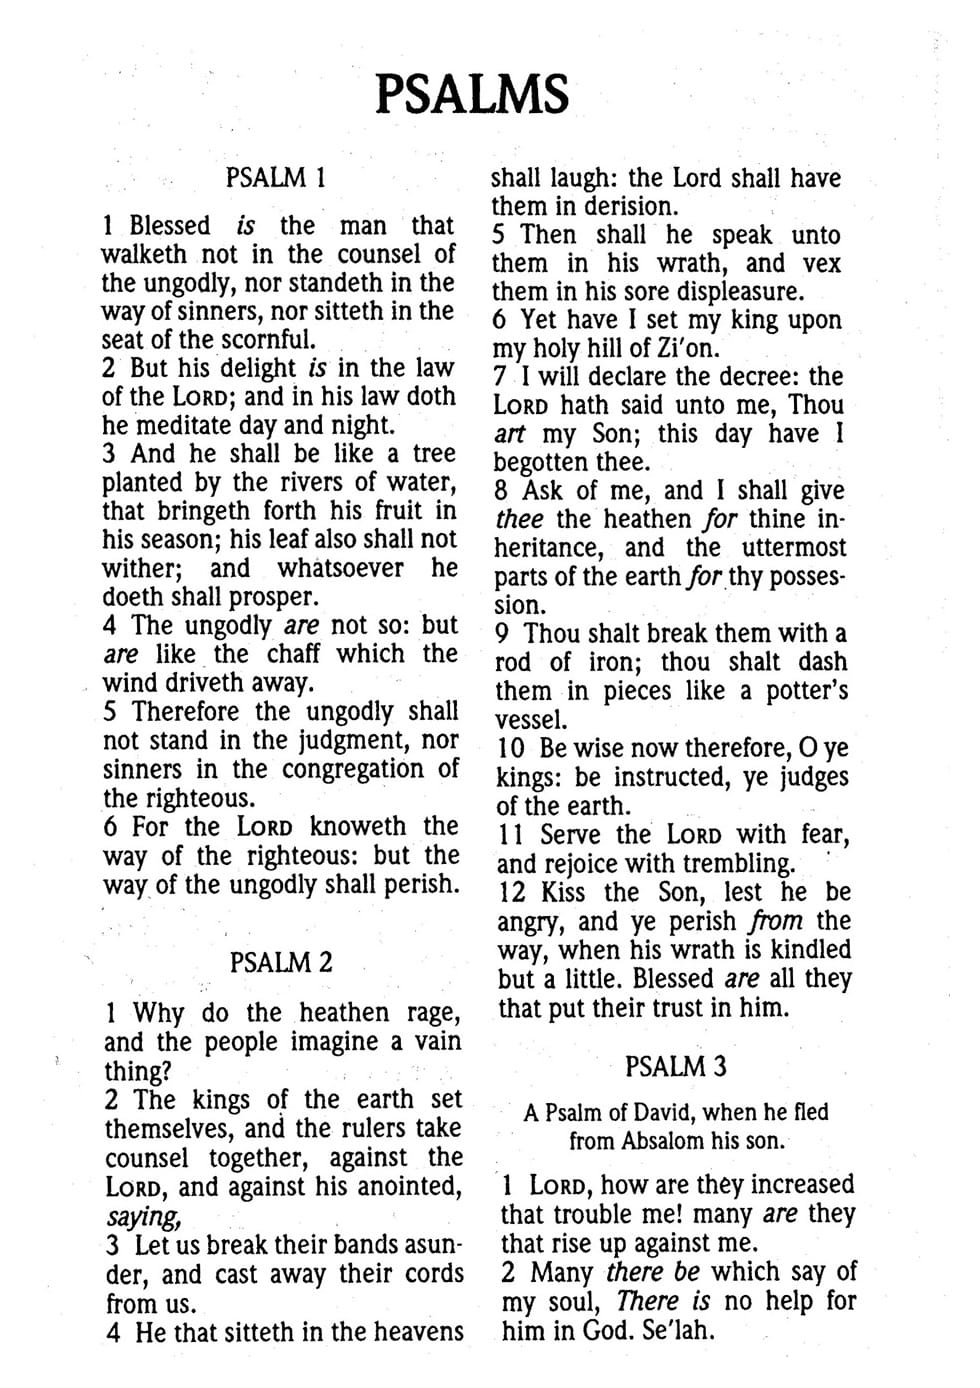 PSALMS
PSALM 1
1 Blessed is the man that
walketh not in the counsel of
the ungodly, nor standeth in the
way of sinners, nor sitteth in the
seat of the scornful.
2 But his delight is in the law
of the LORD; and in his law doth
he meditate day and night.
3 And he shall be like a tree
planted by the rivers of water,
that bringeth forth his fruit in
his season; his leaf also shall not
wither; and whatsoever he
doeth shall prosper.
4 The ungodly are not so: but
are like the chaff which the
wind driveth away.
5 Therefore the ungodly shall
not stand in the judgment, nor
sinners in the congregation of
the righteous.
6 For the LORD knoweth the
way of the righteous: but the
way of the ungodly shall perish.
PSALM 2
1 Why do the heathen rage,
and the people imagine a vain
thing?
2 The kings of the earth set
themselves, and the rulers take
counsel together, against the
LORD, and against his anointed,
saying,
3 Let us break their bands asun-
der, and cast away their cords
from us.
4 He that sitteth in the heavens
shall laugh: the Lord shall have
them in derision.
5 Then shall he speak unto
them in his wrath, and vex
them in his sore displeasure.
6 Yet have I set my king upon
my holy hill of Zi'on.
7 I will declare the decree: the
LORD hath said unto me, Thou
art my Son; this day have I
begotten thee.
8 Ask of me, and I shall give
thee the heathen for thine in-
heritance, and the uttermost
parts of the earth for thy posses-
sion.
9 Thou shalt break them with a
rod of iron; thou shalt dash
them in pieces like a potter's
vessel.
10 Be wise now therefore, O ye
kings: be instructed, ye judges
of the earth.
11 Serve the LORD with fear,
and rejoice with trembling.
12 Kiss the Son, lest he be
angry, and ye perish from the
way, when his wrath is kindled
but a little. Blessed are all they
that put their trust in him.
PSALM 3
A Psalm of David, when he fled
from Absalom his son.
1 LORD, how are they increased
that trouble me! many are they
that rise up against me.
2 Many there be which say of
my soul, There is no help for
him in God. Se'lah.